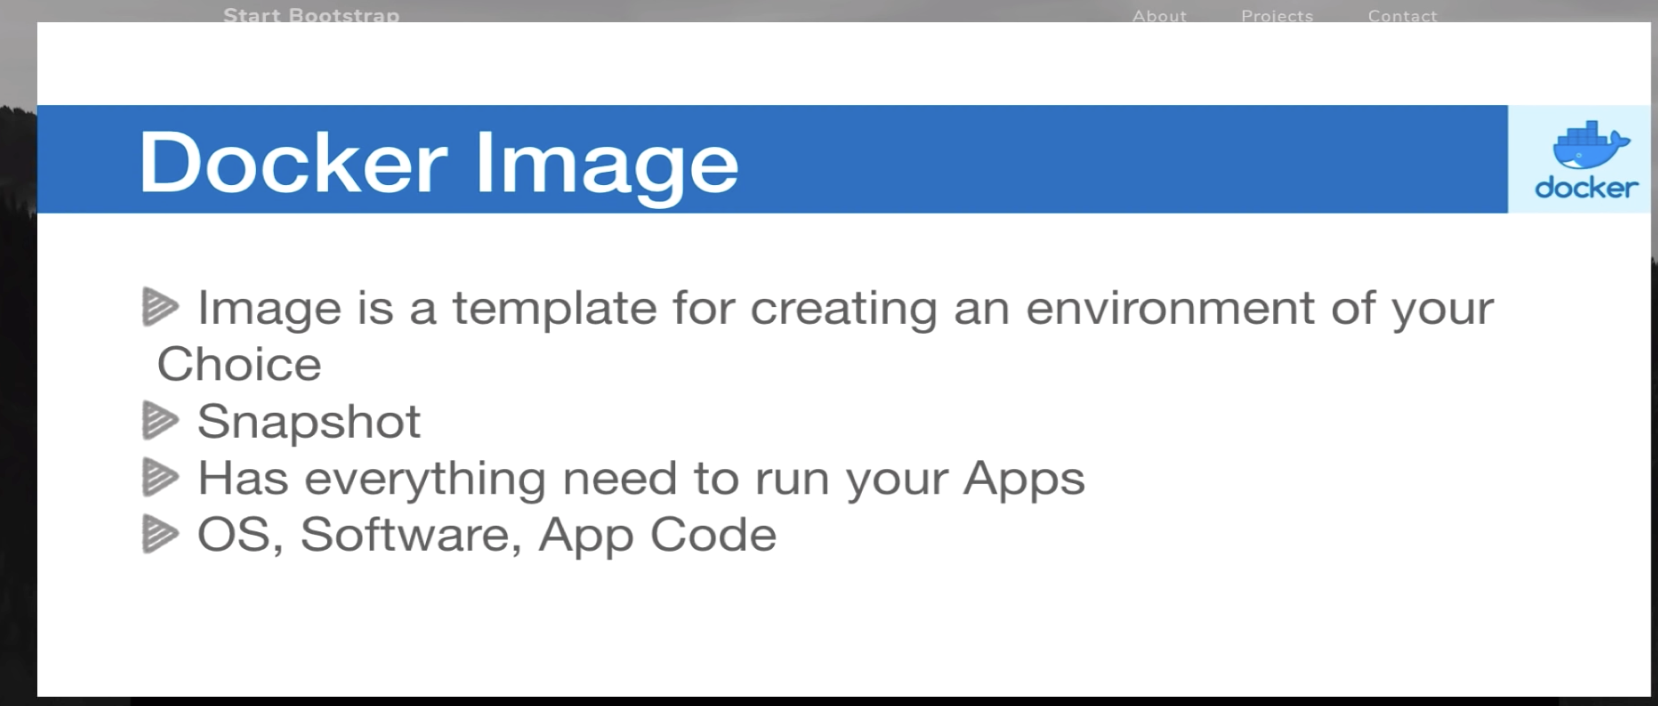 Start Bootstrap About Projects Contact
Docker Image
docker
Image is a template for creating an environment of your
Choice
Snapshot
Has everything need to run your Apps
OS, Software, App Code